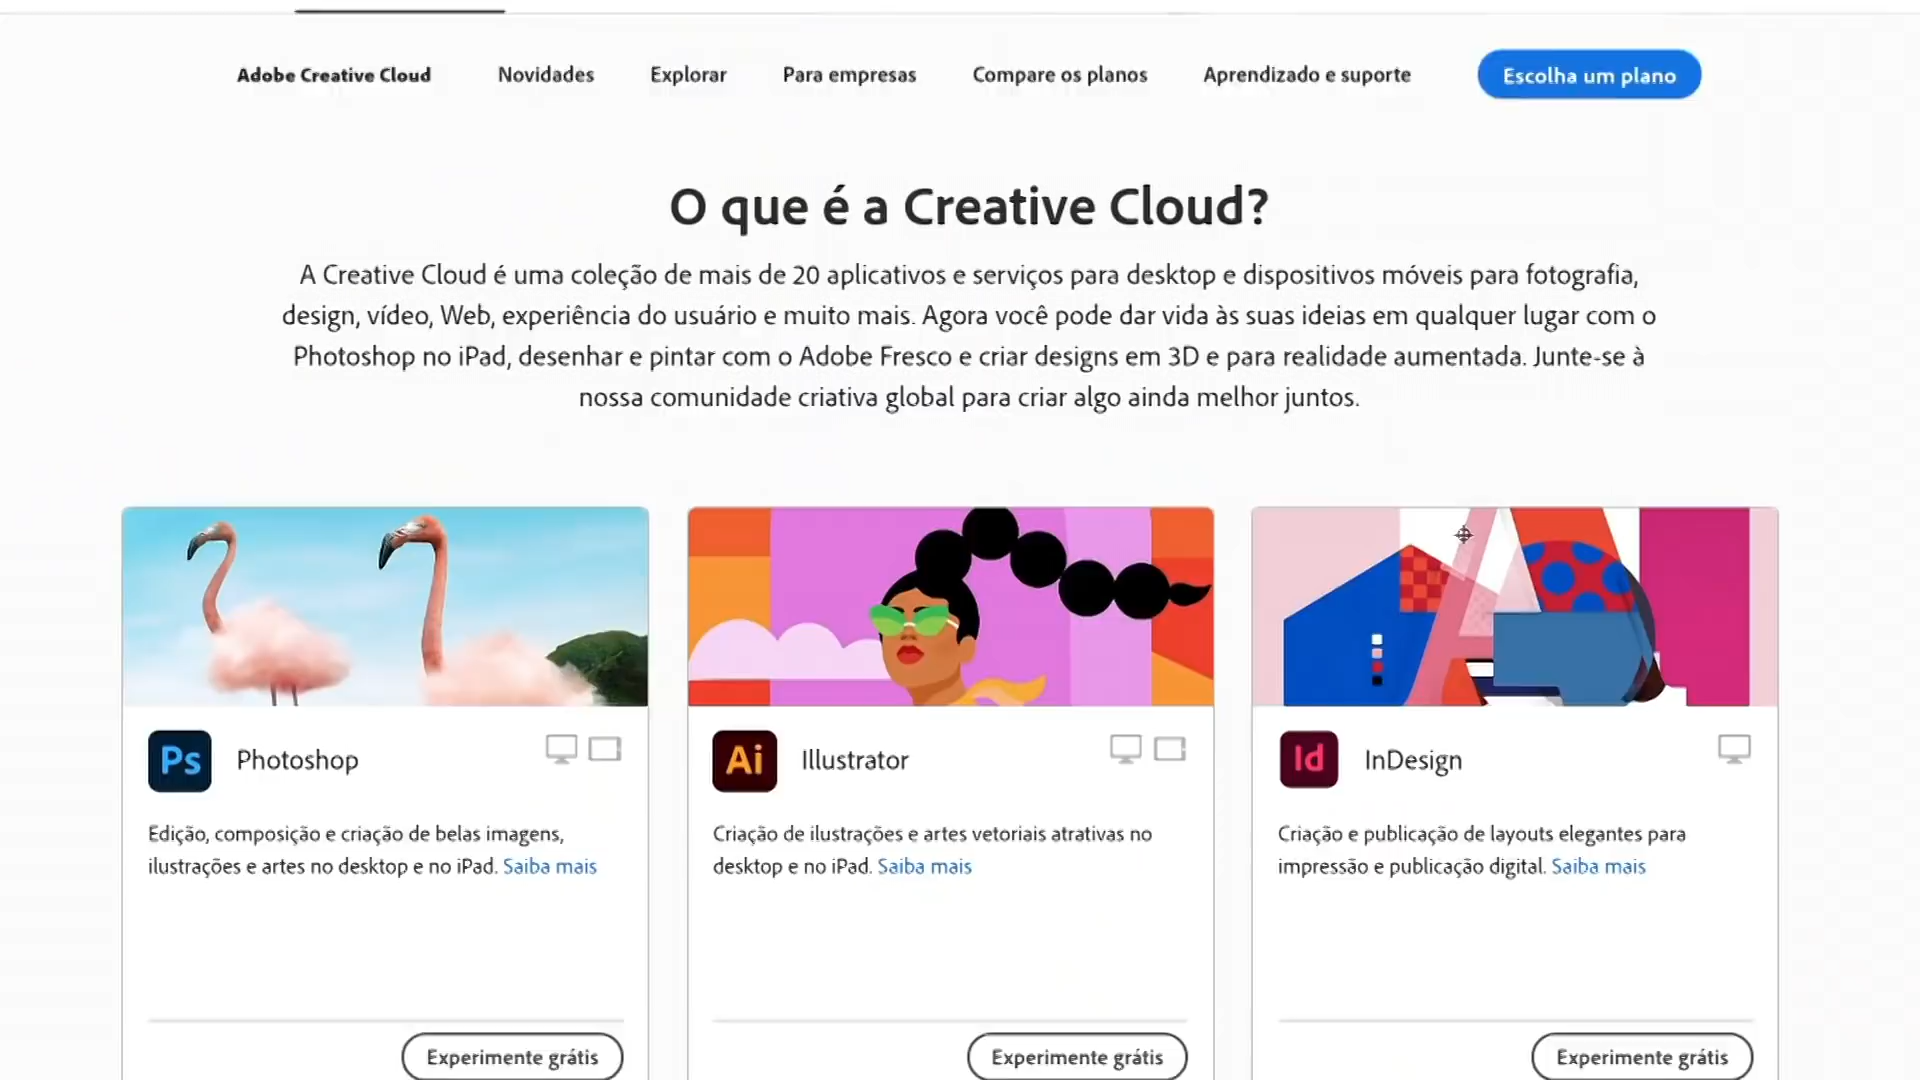 Adobe Creative Cloud Novidades Explorar Para empresas Compare os planos Aprendizado e suporte Escolha um plano
O que é a Creative Cloud?
A Creative Cloud é uma coleção de mais de 20 aplicativos e serviços para desktop e dispositivos móveis para fotografia,
design, vídeo, Web, experiência do usuário e muito mais. Agora você pode dar vida às suas ideias em qualquer lugar com o
Photoshop no iPad, desenhar e pintar com o Adobe Fresco e criar designs em 3D e para realidade aumentada. Junte-se à
nossa comunidade criativa global para criar algo ainda melhor juntos.
Ps Photoshop
Edição, composição e criação de belas imagens,
ilustrações e artes no desktop e no iPad. Saiba mais
Experimente grátis
Ai Illustrator
Criação de ilustrações e artes vetoriais atrativas no
desktop e no iPad. Saiba mais
Experimente grátis
Id InDesign
Criação e publicação de layouts elegantes para
impressão e publicação digital. Saiba mais
Experimente grátis